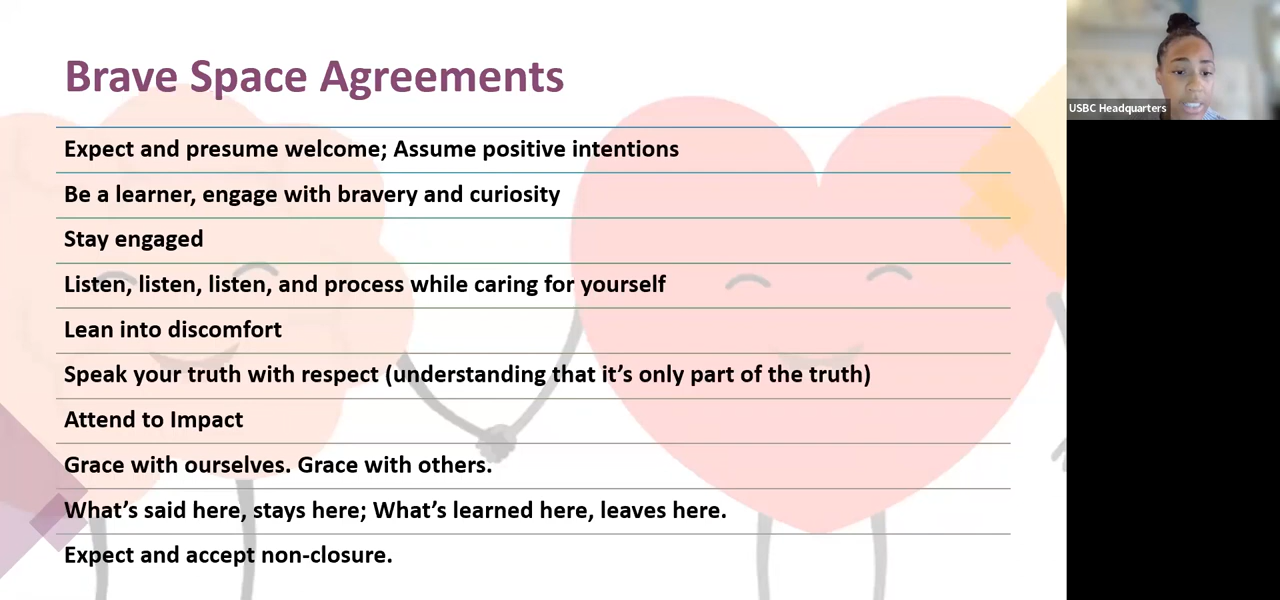 Brave Space Agreements
Expect and presume welcome; Assume positive intentions
Be a learner, engage with bravery and curiosity
Stay engaged
Listen, listen, listen, and process while caring for yourself
Lean into discomfort
Speak your truth with respect (understanding that it’s only part of the truth)
Attend to Impact
Grace with ourselves. Grace with others.
What’s said here, stays here; What’s learned here, leaves here.
Expect and accept non-closure.
USBC Headquarters